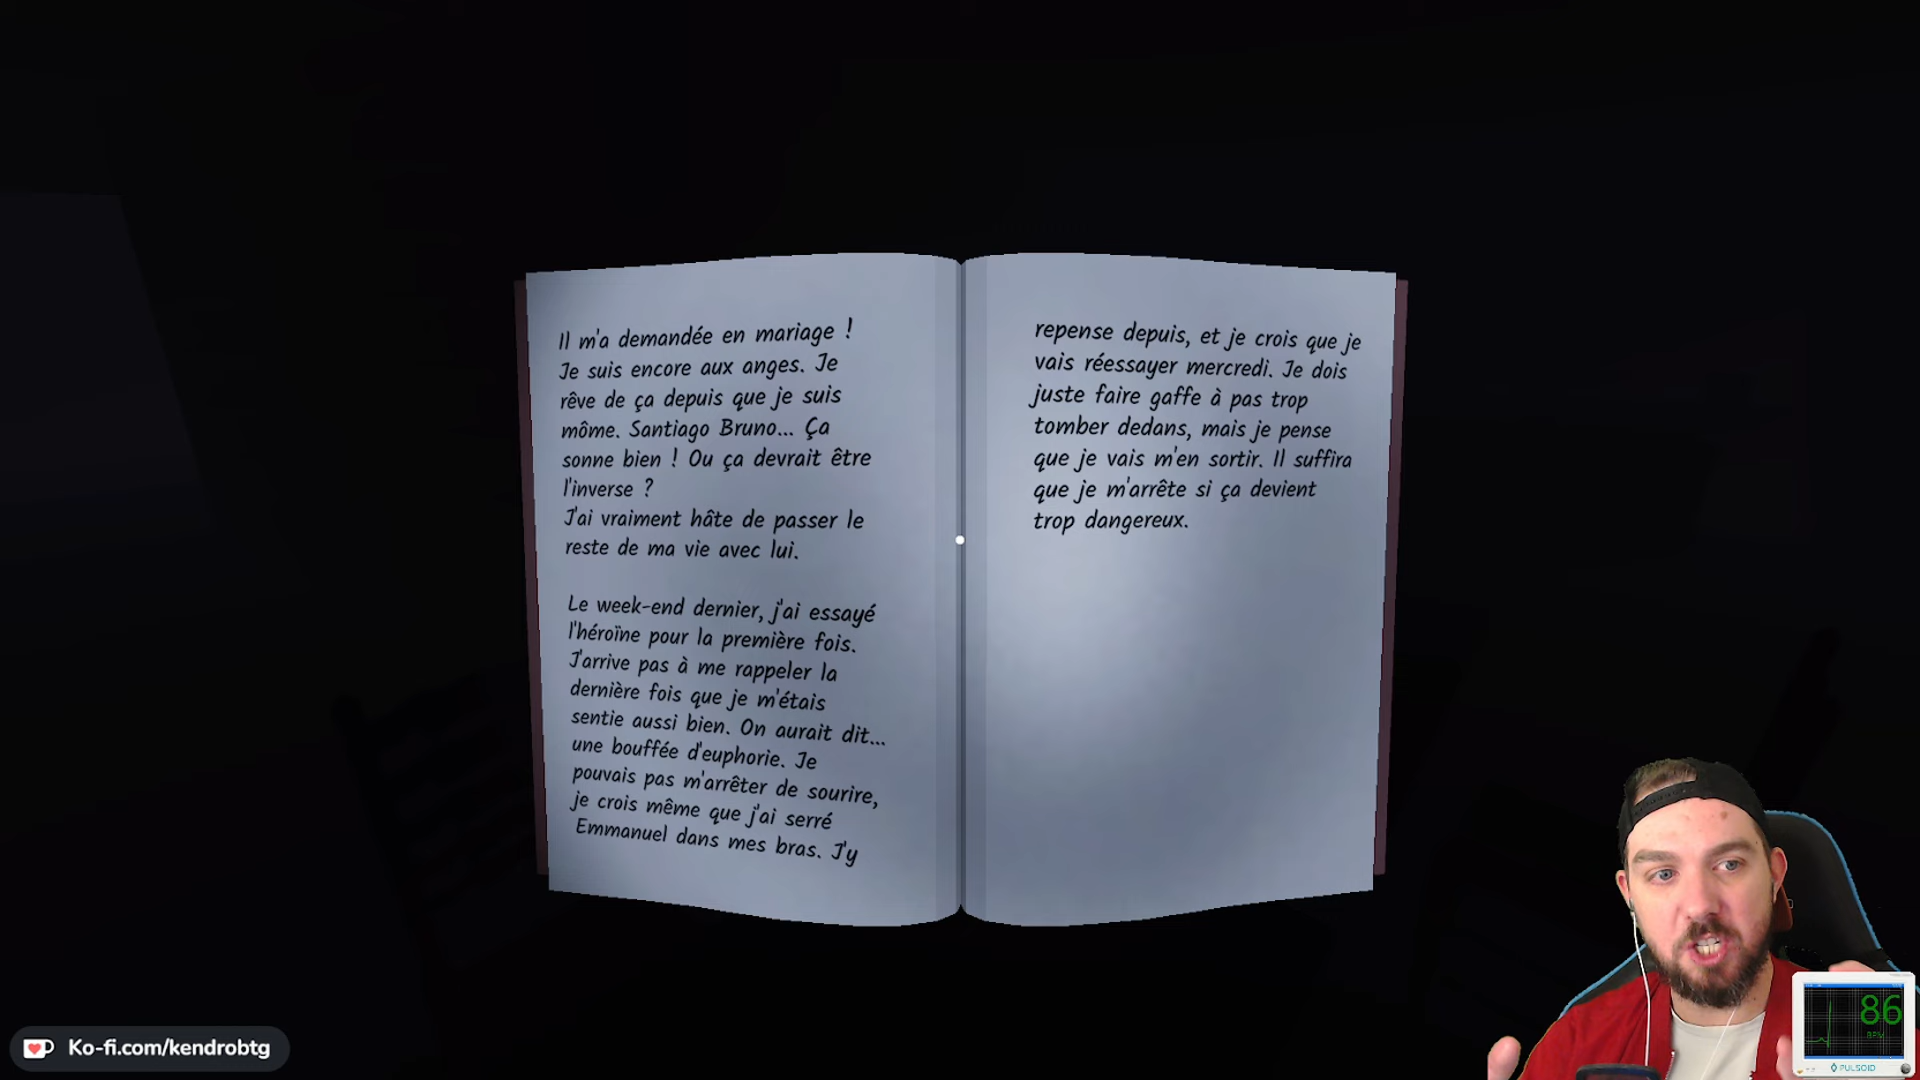 Il m'a demandée en mariage !
Je suis encore aux anges. Je
rêve de ça depuis que je suis
môme. Santiago Bruno... Ça
sonne bien ! Ou ça devrait être
l'inverse ?
J'ai vraiment hâte de passer le
reste de ma vie avec lui.
Le week-end dernier, j'ai essayé
l'héroïne pour la première fois.
J'arrive pas à me rappeler la
dernière fois que je m'étais
sentie aussi bien. On aurait dit...
une bouffée d'euphorie. Je
pouvais pas m'arrêter de sourire,
je crois même que j'ai serré
Emmanuel dans mes bras. J'y
repense depuis, et je crois que je
vais réessayer mercredi. Je dois
juste faire gaffe à pas trop
tomber dedans, mais je pense
que je vais m'en sortir. Il suffira
que je m'arrête si ça devient
trop dangereux.
Ko-fi.com/kendrobtg
86
BPM
PULSOID